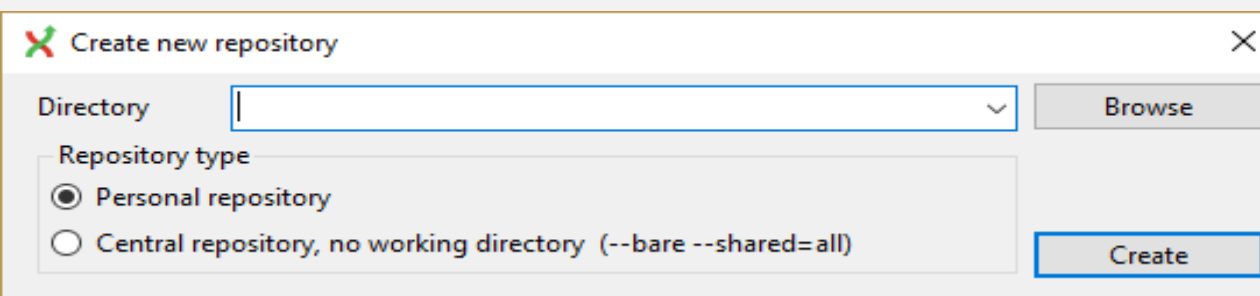 Create new repository
Directory
Browse
Repository type
Personal repository
Central repository, no working directory (--bare --shared=all)
Create